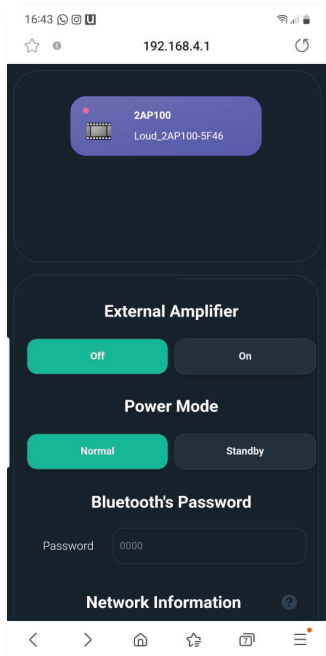 16:43
192.168.4.1
2AP100
Loud_2AP100-5F46
External Amplifier
Off On
Power Mode
Normal Standby
Bluetooth's Password
Password 0000
Network Information ?
7